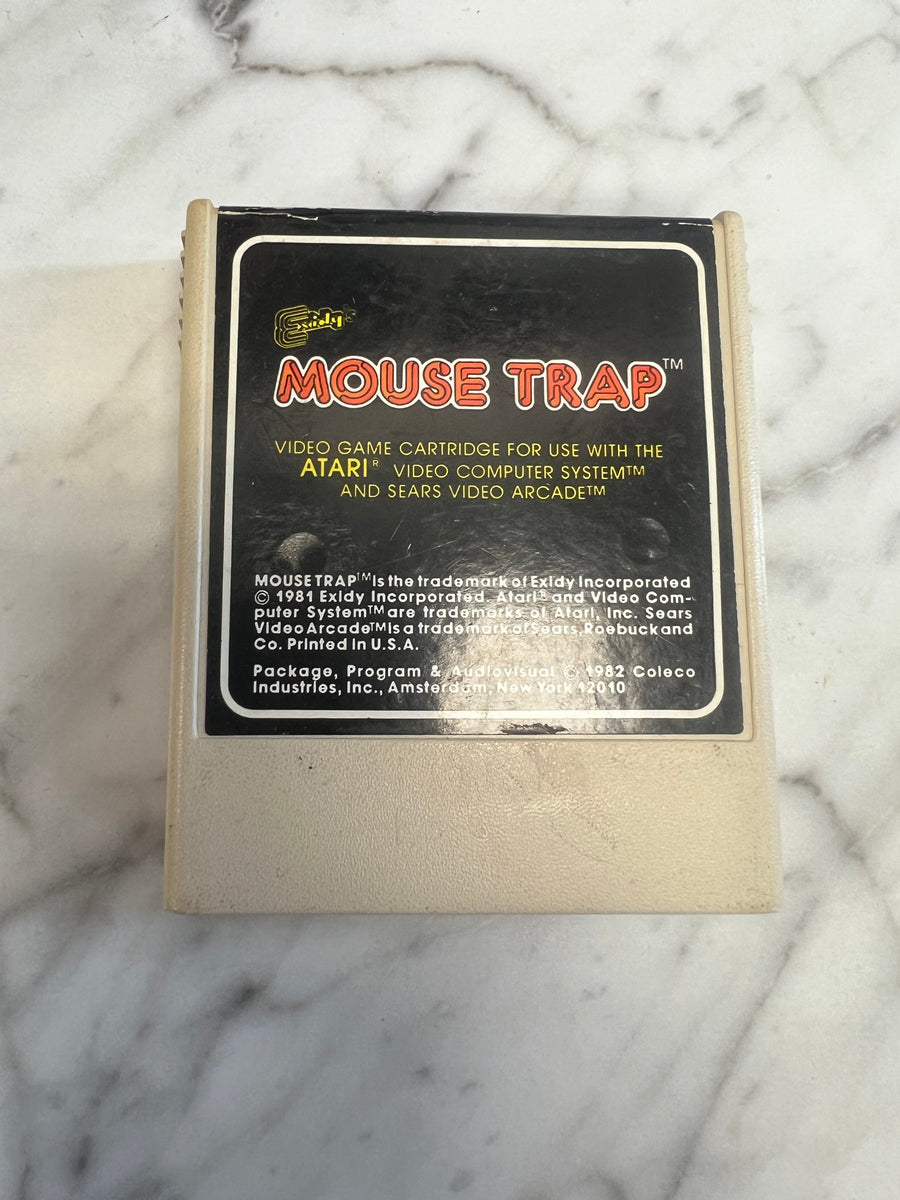 Exidy's
MOUSE TRAP™
VIDEO GAME CARTRIDGE FOR USE WITH THE
ATARI® VIDEO COMPUTER SYSTEM™
AND SEARS VIDEO ARCADE™
MOUSE TRAP™ is the trademark of Exidy Incorporated
© 1981 Exidy Incorporated. Atari® and Video Com-
puter System™ are trademarks of Atari, Inc. Sears
Video Arcade™ is a trademark of Sears, Roebuck and
Co. Printed in U.S.A.
Package, Program & Audiovisual © 1982 Coleco
Industries, Inc., Amsterdam, New York 12010